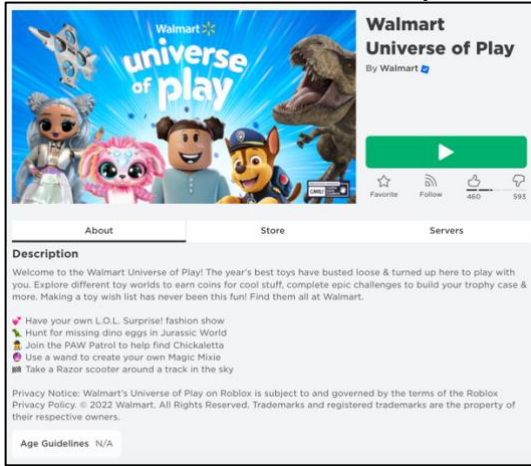 Walmart
universe
of play
Walmart
Universe of Play
By Walmart
Favorite
Follow
460
593
About
Store
Servers
Description
Welcome to the Walmart Universe of Play! The year's best toys have busted loose & turned up here to play with
you. Explore different toy worlds to earn coins for cool stuff, complete epic challenges to build your trophy case &
more. Making a toy wish list has never been this fun! Find them all at Walmart.
💕 Have your own L.O.L. Surprise! fashion show
🦖 Hunt for missing dino eggs in Jurassic World
Join the PAW Patrol to help find Chickaletta
🔮 Use a wand to create your own Magic Mixie
🏁 Take a Razor scooter around a track in the sky
Privacy Notice: Walmart's Universe of Play on Roblox is subject to and governed by the terms of the Roblox
Privacy Policy. © 2022 Walmart. All Rights Reserved. Trademarks and registered trademarks are the property of
their respective owners.
Age Guidelines N/A